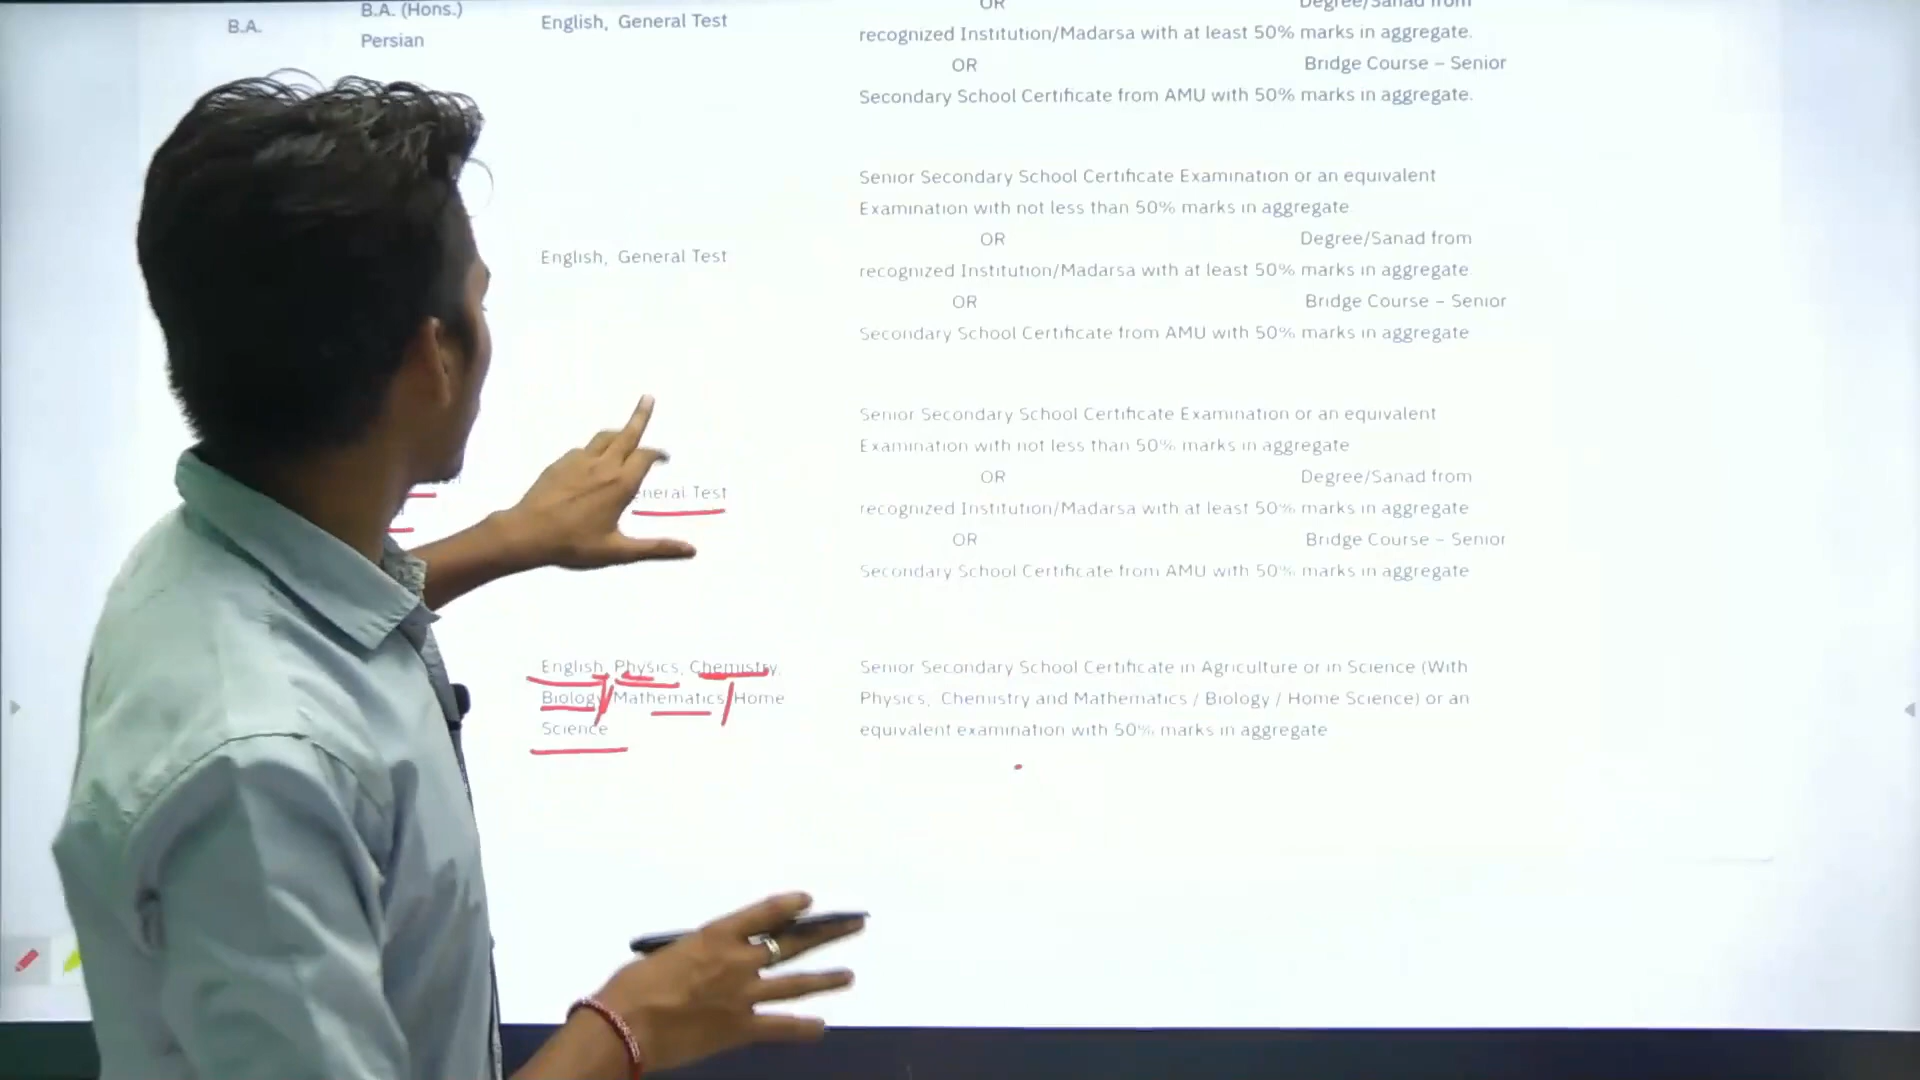 B.A.
B.A. (Hons.)
Persian
English, General Test
OR Degree/Sanad from
recognized Institution/Madarsa with at least 50% marks in aggregate.
OR Bridge Course – Senior
Secondary School Certificate from AMU with 50% marks in aggregate.
English, General Test
Senior Secondary School Certificate Examination or an equivalent
Examination with not less than 50% marks in aggregate
OR Degree/Sanad from
recognized Institution/Madarsa with at least 50% marks in aggregate
OR Bridge Course – Senior
Secondary School Certificate from AMU with 50% marks in aggregate
neral Test
Senior Secondary School Certificate Examination or an equivalent
Examination with not less than 50% marks in aggregate
OR Degree/Sanad from
recognized Institution/Madarsa with at least 50% marks in aggregate
OR Bridge Course – Senior
Secondary School Certificate from AMU with 50% marks in aggregate
English, Physics, Chemistry,
Biology/Mathematics/Home
Science
Senior Secondary School Certificate in Agriculture or in Science (With
Physics, Chemistry and Mathematics / Biology / Home Science) or an
equivalent examination with 50% marks in aggregate